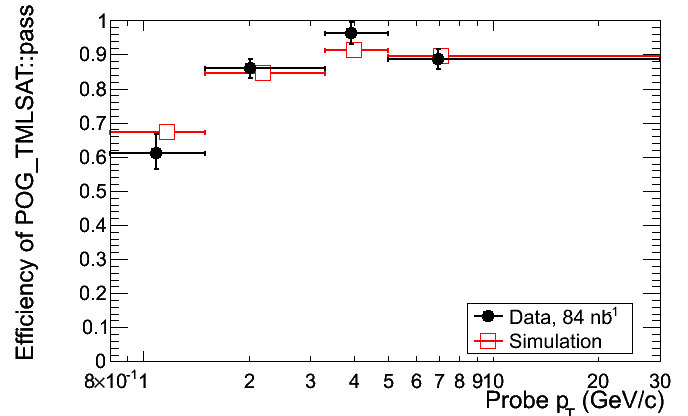 Efficiency of POG_TMLSAT::pass
1
0.9
0.8
0.7
0.6
0.5
0.4
0.3
0.2
0.1
0
8×10⁻¹ 1 2 3 4 5 6 7 8 910 20 30
Probe p_T (GeV/c)
Data, 84 nb⁻¹
Simulation